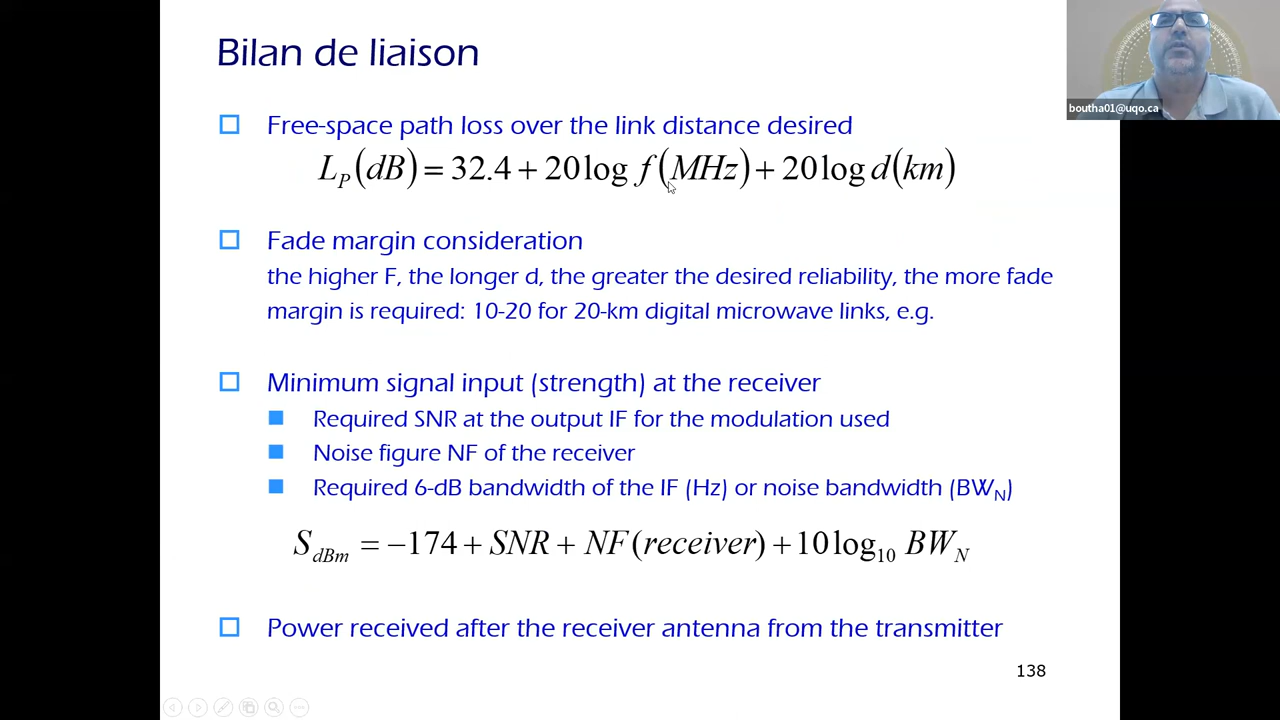 Bilan de liaison
boutha01@uqo.ca
Free-space path loss over the link distance desired
L_P(dB) = 32.4 + 20log f(MHz) + 20log d(km)
Fade margin consideration
the higher F, the longer d, the greater the desired reliability, the more fade
margin is required: 10-20 for 20-km digital microwave links, e.g.
Minimum signal input (strength) at the receiver
Required SNR at the output IF for the modulation used
Noise figure NF of the receiver
Required 6-dB bandwidth of the IF (Hz) or noise bandwidth (BW_N)
S_dBm = −174 + SNR + NF(receiver) + 10log_10 BW_N
Power received after the receiver antenna from the transmitter
138